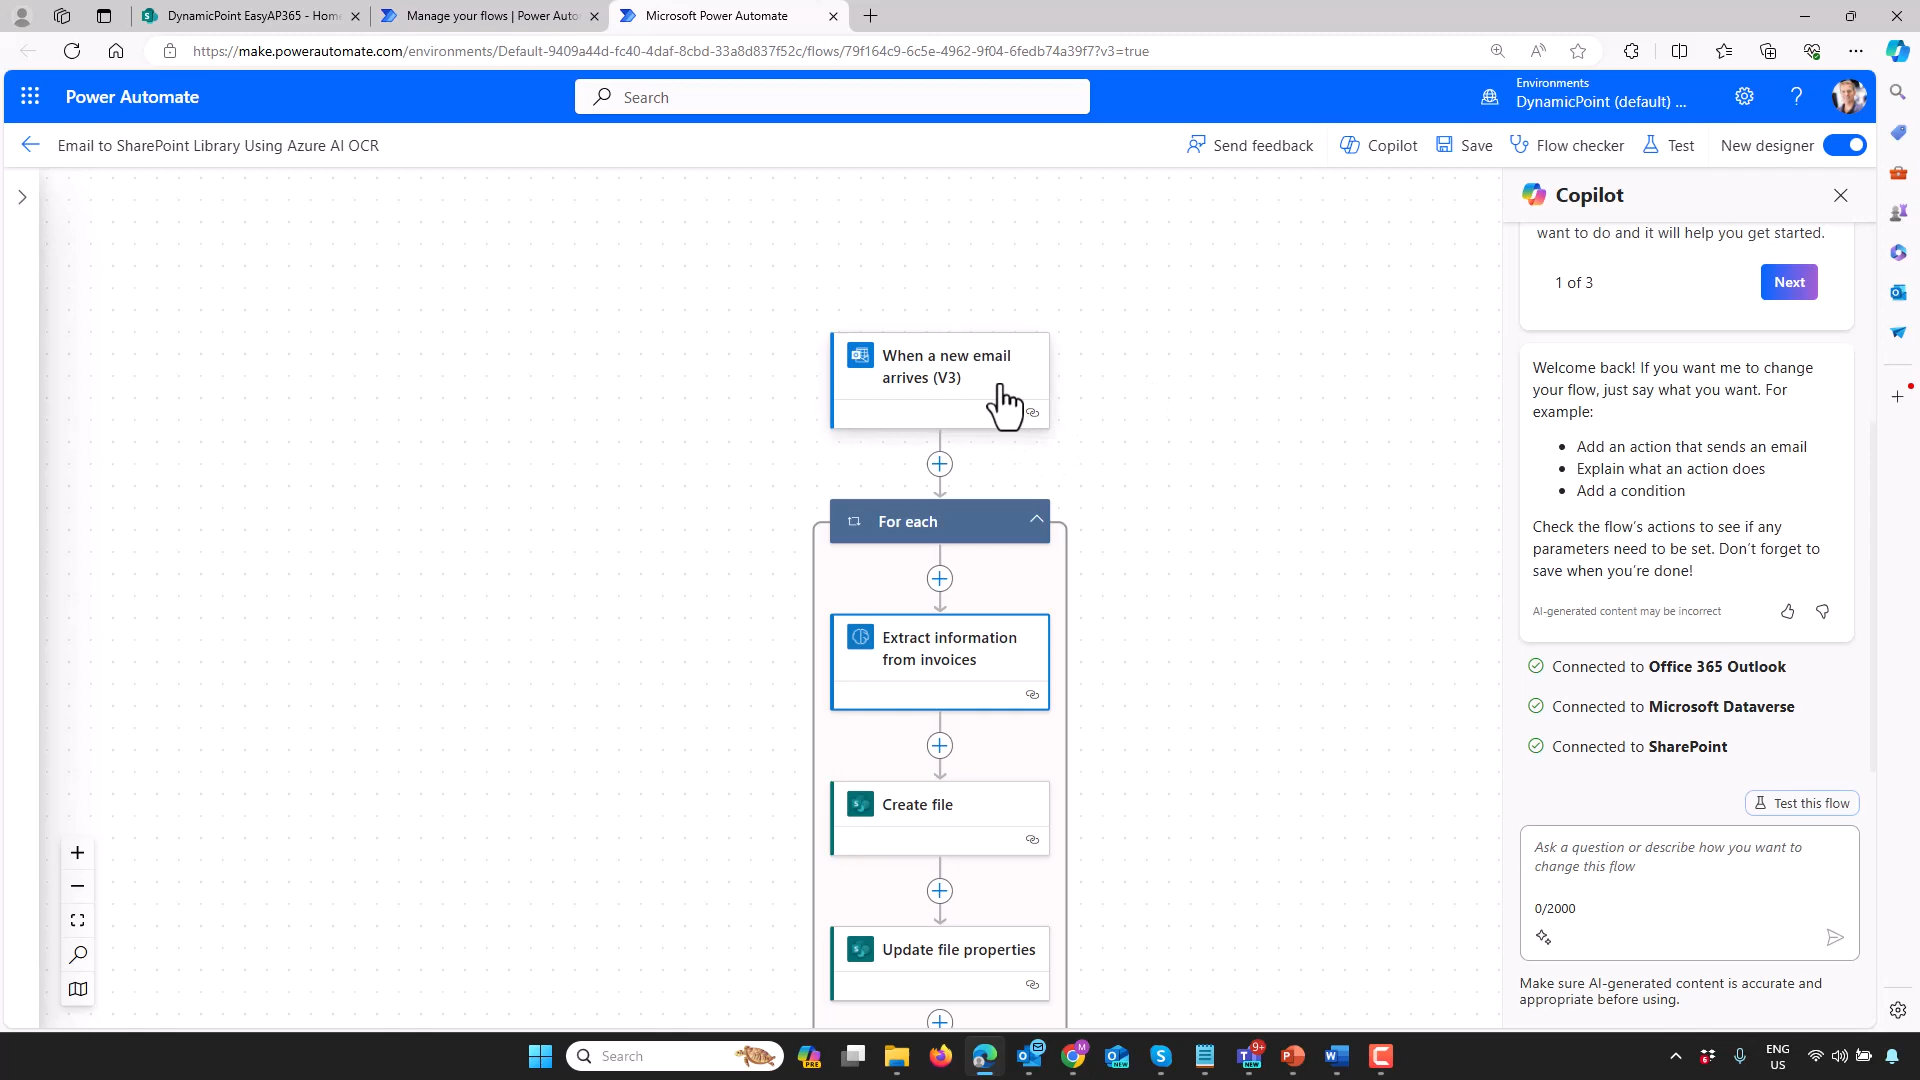 DynamicPoint EasyAP365 - Home
Manage your flows | Power Auto
Microsoft Power Automate
https://make.powerautomate.com/environments/Default-9409a44d-fc40-4daf-8cbd-33a8d837f52c/flows/79f164c9-6c5e-4962-9f04-6fedb74a39f7?v3=true
Power Automate
Search
Environments
DynamicPoint (default) ...
Email to SharePoint Library Using Azure AI OCR
Send feedback
Copilot
Save
Flow checker
Test
New designer
Copilot
want to do and it will help you get started.
1 of 3
Next
When a new email
arrives (V3)
Welcome back! If you want me to change
your flow, just say what you want. For
example:
• Add an action that sends an email
• Explain what an action does
• Add a condition
Check the flow's actions to see if any
parameters need to be set. Don't forget to
save when you're done!
AI-generated content may be incorrect
For each
Extract information
from invoices
Connected to Office 365 Outlook
Connected to Microsoft Dataverse
Connected to SharePoint
Create file
Test this flow
Ask a question or describe how you want to
change this flow
0/2000
Update file properties
Make sure AI-generated content is accurate and
appropriate before using.
Search
PRE
NEW
9+
NEW
6
ENG
US